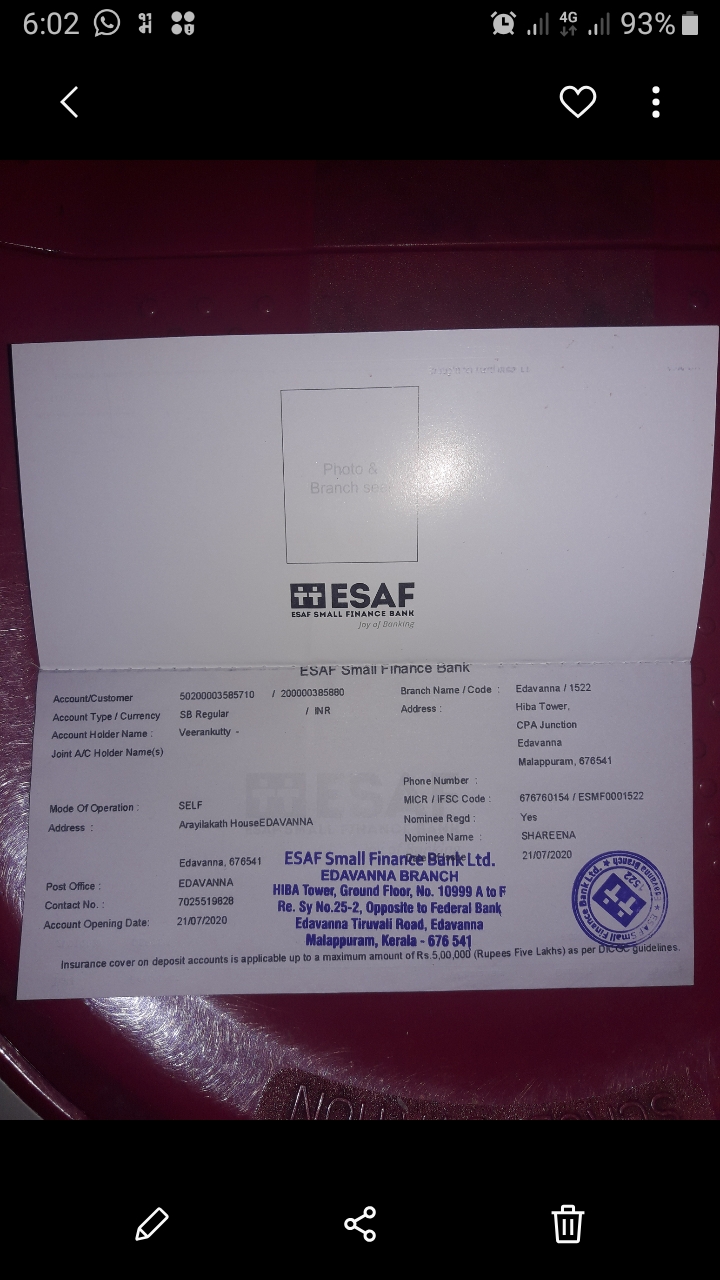 6:02
4G
93%
Photo &
Branch
ESAF
ESAF SMALL FINANCE BANK
Joy of Banking
ESAF Small Finance Bank
Account/Customer 50200003585710 / 200000385880
Account Type / Currency SB Regular / INR
Account Holder Name : Veerankutty -
Joint A/C Holder Name(s)
Mode Of Operation : SELF
Address : Arayilakath HouseEDAVANNA
Edavanna, 676541
Post Office : EDAVANNA
Contact No. : 7025519828
Account Opening Date: 21/07/2020
Branch Name / Code : Edavanna / 1522
Address : Hiba Tower,
CPA Junction
Edavanna
Malappuram, 676541
Phone Number :
MICR / IFSC Code : 676760154 / ESMF0001522
Nominee Regd : Yes
Nominee Name : SHAREENA
21/07/2020
ESAF Small Finance Bank Ltd.
EDAVANNA BRANCH
HIBA Tower, Ground Floor, No. 10999 A to F
Re. Sy No.25-2, Opposite to Federal Bank
Edavanna Tiruvali Road, Edavanna
Malappuram, Kerala - 676 541
ESAF Small Finance Bank Ltd. * Edavanna Branch *
1522
Insurance cover on deposit accounts is applicable up to a maximum amount of Rs.5,00,000 (Rupees Five Lakhs) as per DICGC guidelines.